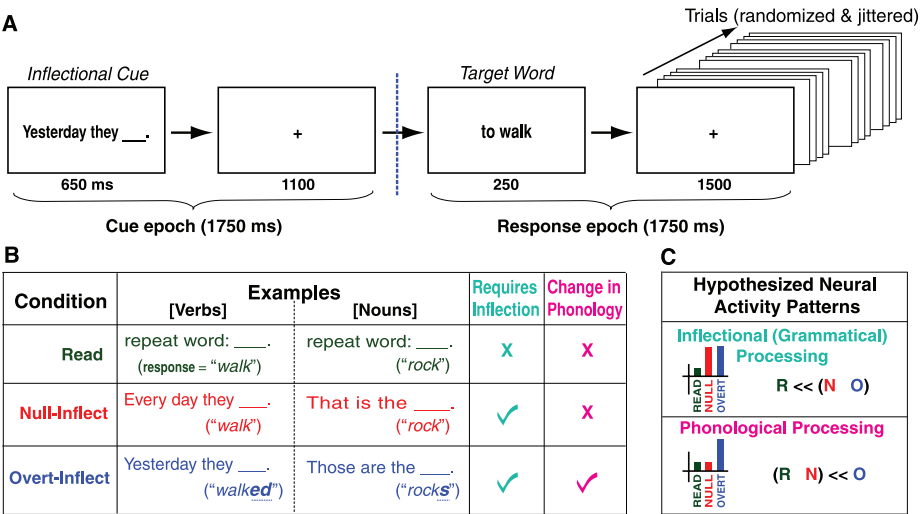 A
Trials (randomized & jittered)
Inflectional Cue
Target Word
Yesterday they ___.
+
to walk
+
650 ms
1100
250
1500
Cue epoch (1750 ms)
Response epoch (1750 ms)
B
Condition
Examples
[Verbs]
[Nouns]
Requires
Inflection
Change in
Phonology
Read
repeat word: ___.
(response = "walk")
repeat word: ___.
("rock")
X
X
Null-Inflect
Every day they ___.
("walk")
That is the ____.
("rock")
✓
X
Overt-Inflect
Yesterday they ___.
("walked")
Those are the ___.
("rocks")
✓
✓
C
Hypothesized Neural
Activity Patterns
Inflectional (Grammatical)
Processing
READ
NULL
OVERT
R << (N O)
Phonological Processing
READ
NULL
OVERT
(R N) << O